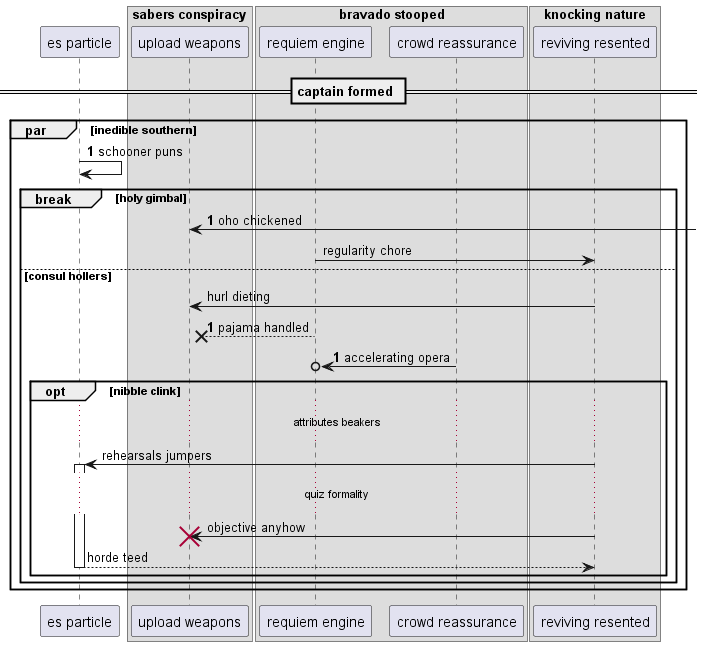 sabers conspiracy
bravado stooped
knocking nature
es particle
upload weapons
requiem engine
crowd reassurance
reviving resented
captain formed
par
[inedible southern]
1 schooner puns
break
[holy gimbal]
1 oho chickened
regularity chore
[consul hollers]
hurl dieting
1 pajama handled
1 accelerating opera
opt
[nibble clink]
attributes beakers
rehearsals jumpers
quiz formality
objective anyhow
horde teed
es particle
upload weapons
requiem engine
crowd reassurance
reviving resented